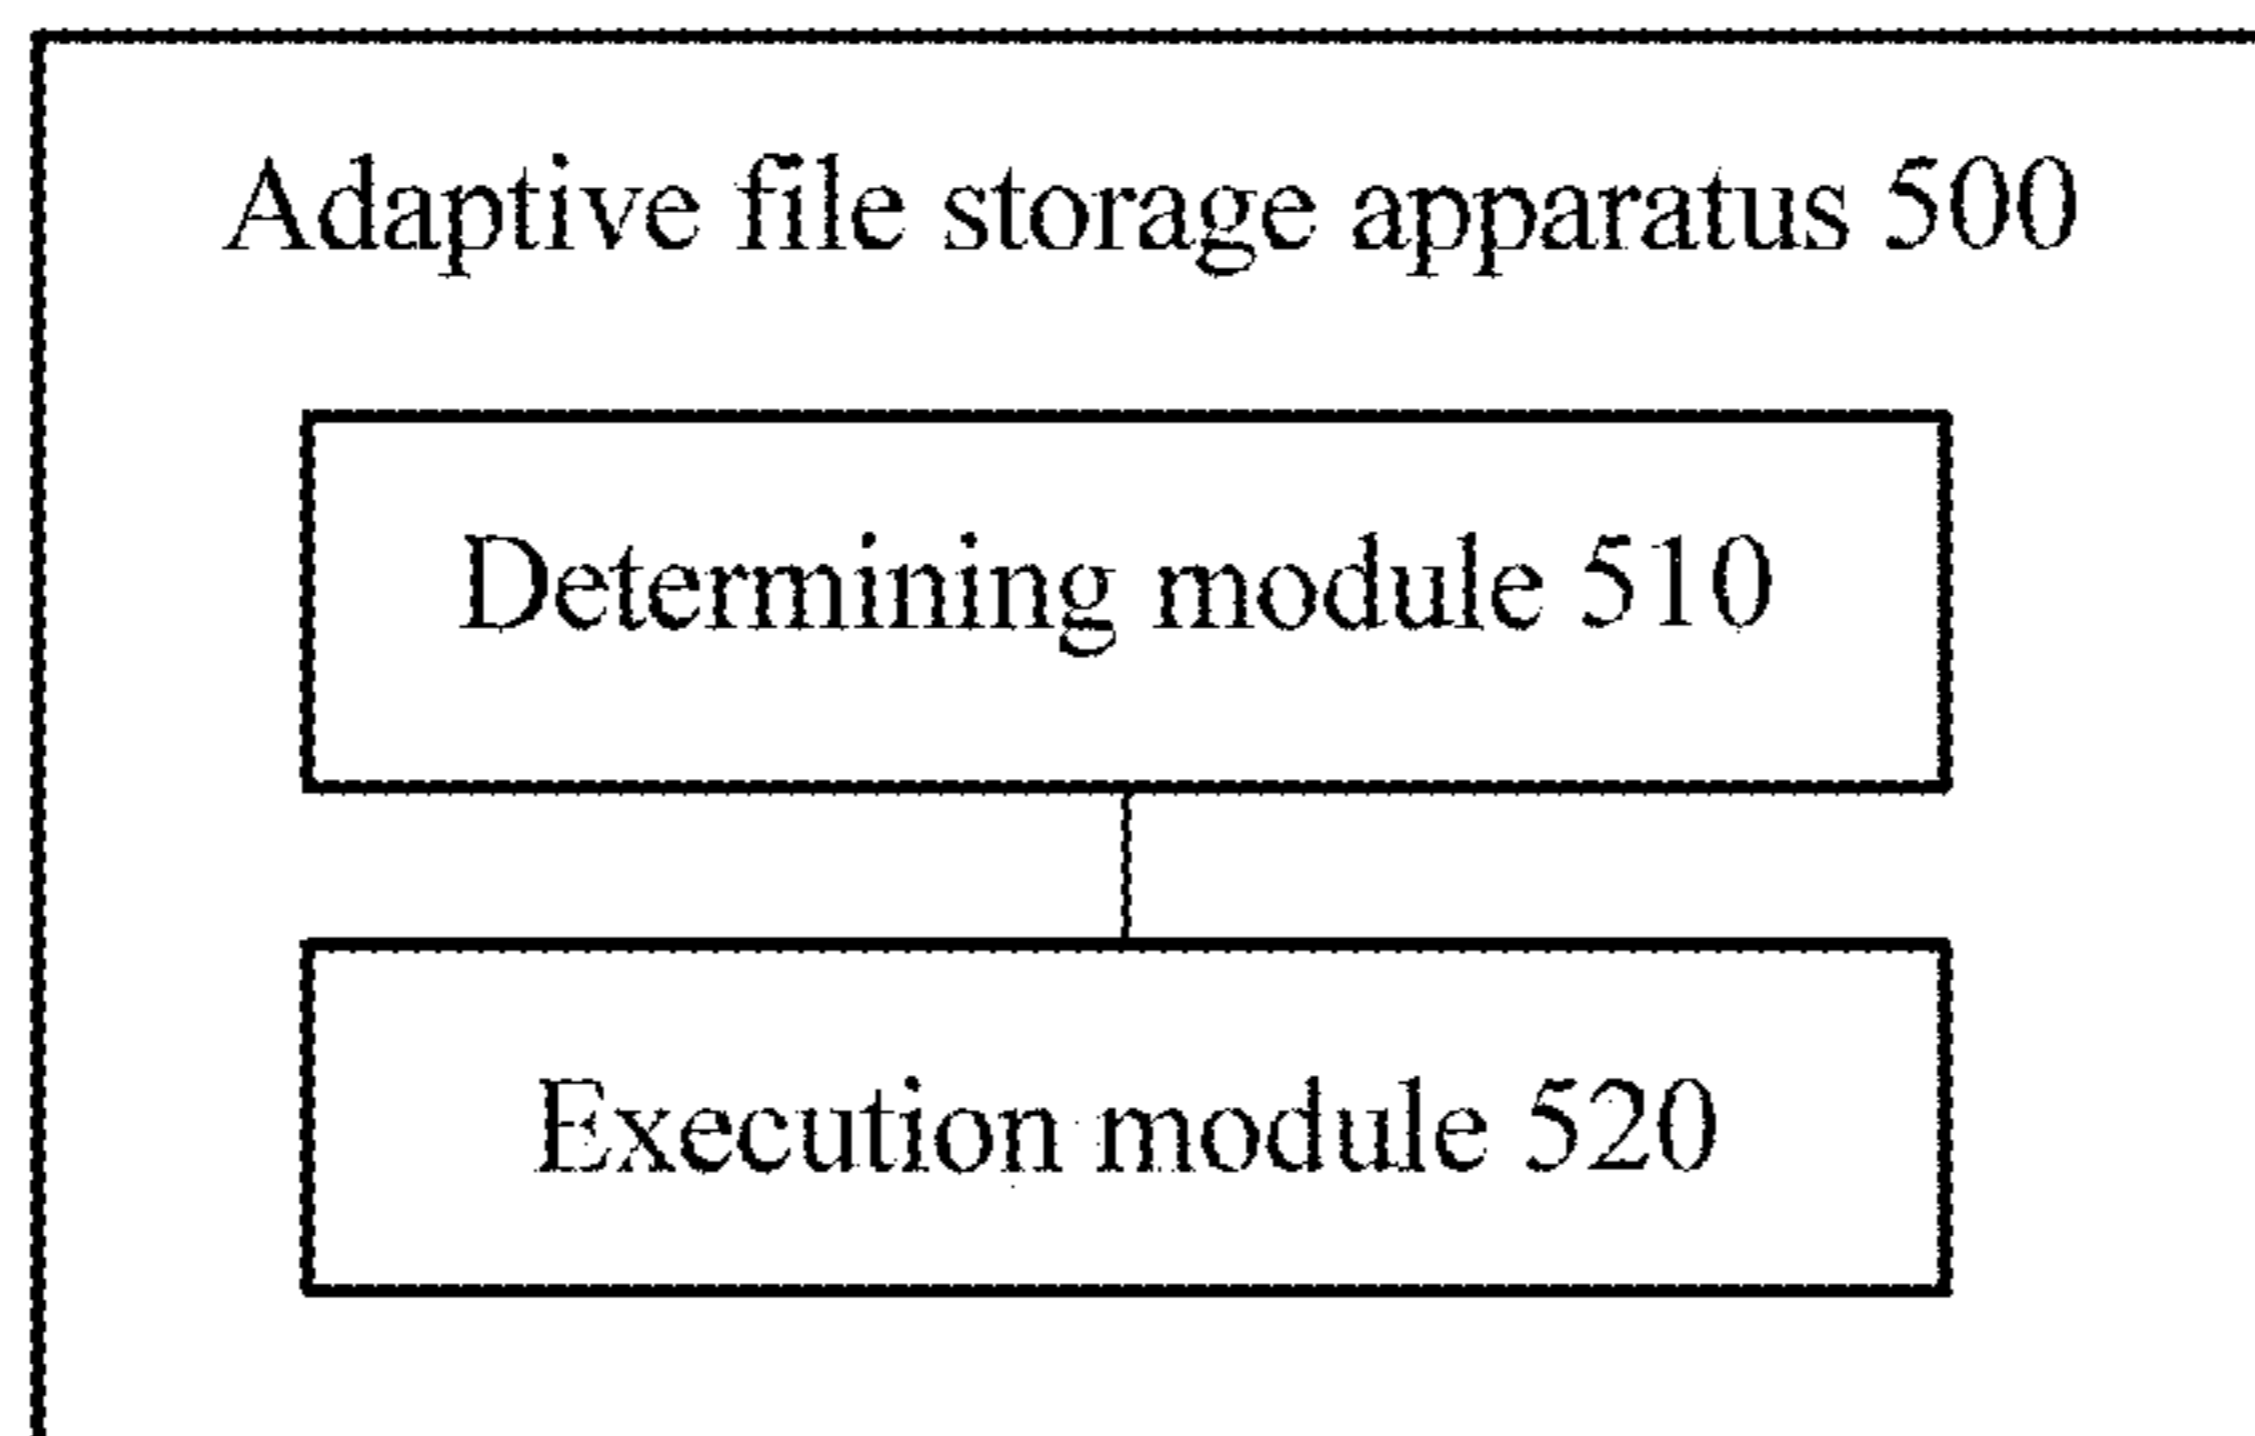 Adaptive file storage apparatus 500
Determining module 510
Execution module 520